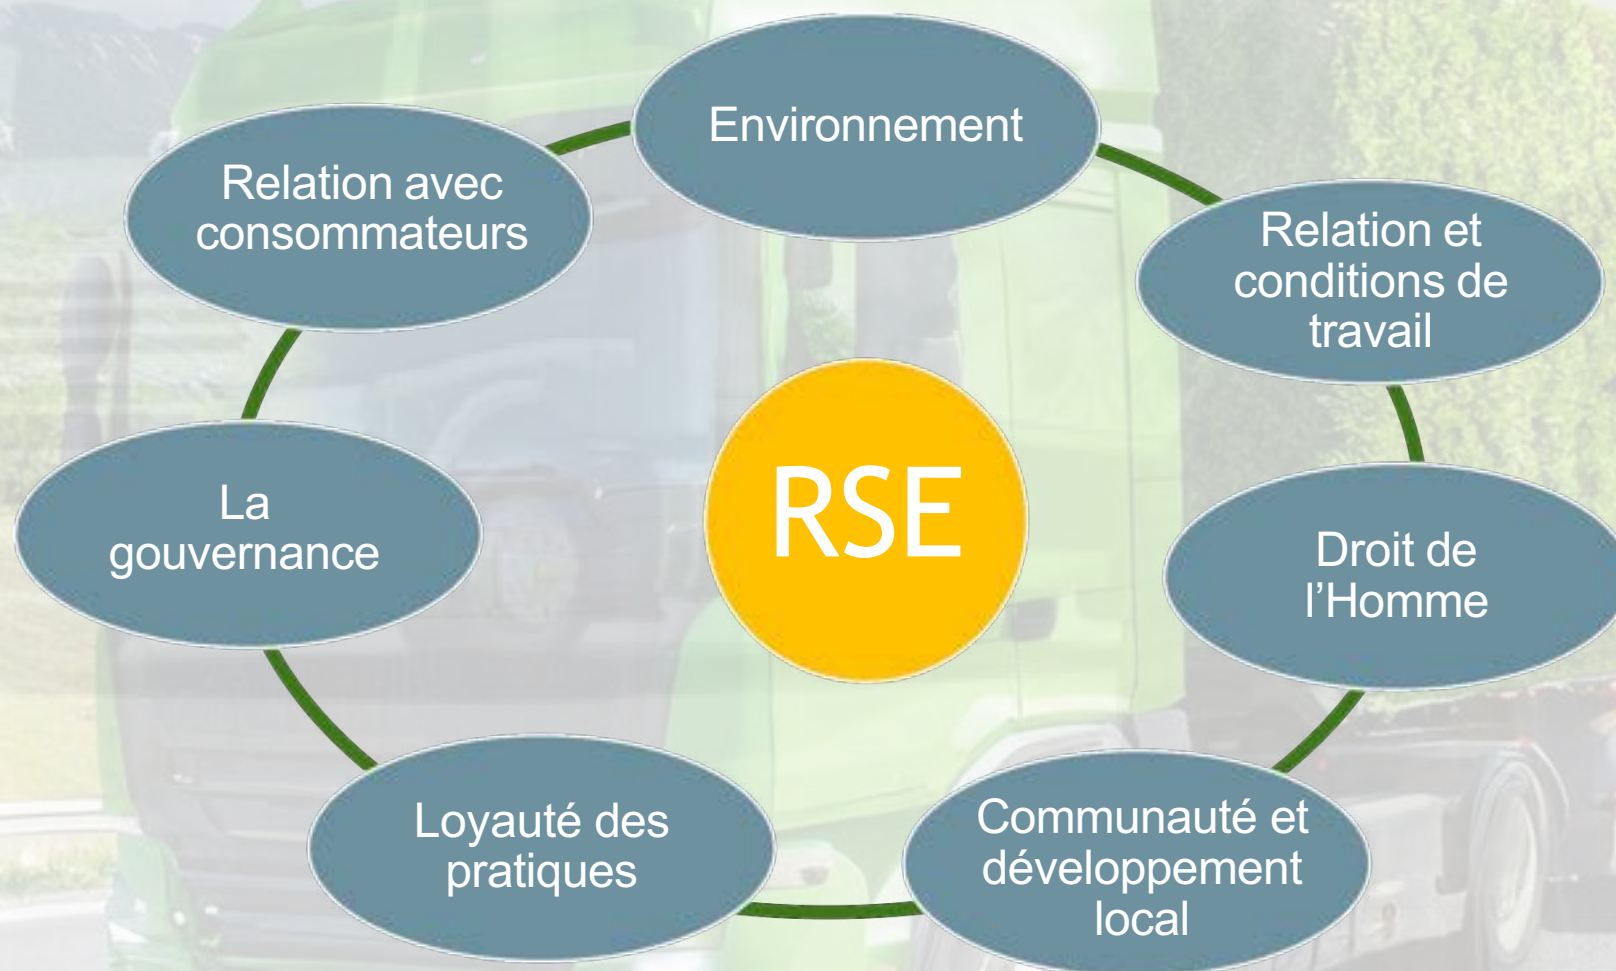 Environnement
Relation et
conditions de
travail
Droit de
l’Homme
Communauté et
développement
local
Loyauté des
pratiques
La
gouvernance
Relation avec
consommateurs
RSE